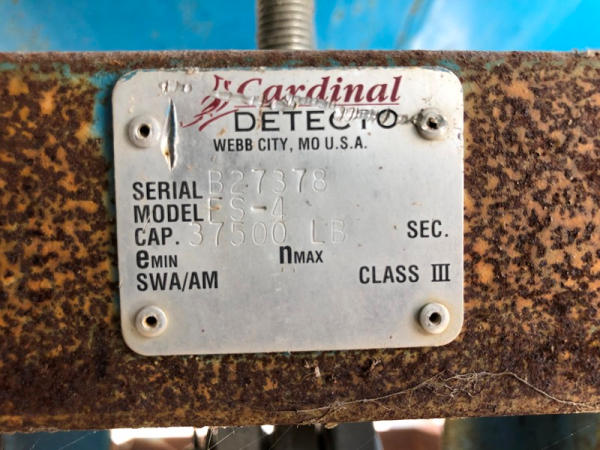 Cardinal
DETECTO
WEBB CITY, MO U.S.A.
SERIAL B27378
MODEL ES-4
CAP. 37500 LB SEC.
eMIN nMAX
SWA/AM CLASS III